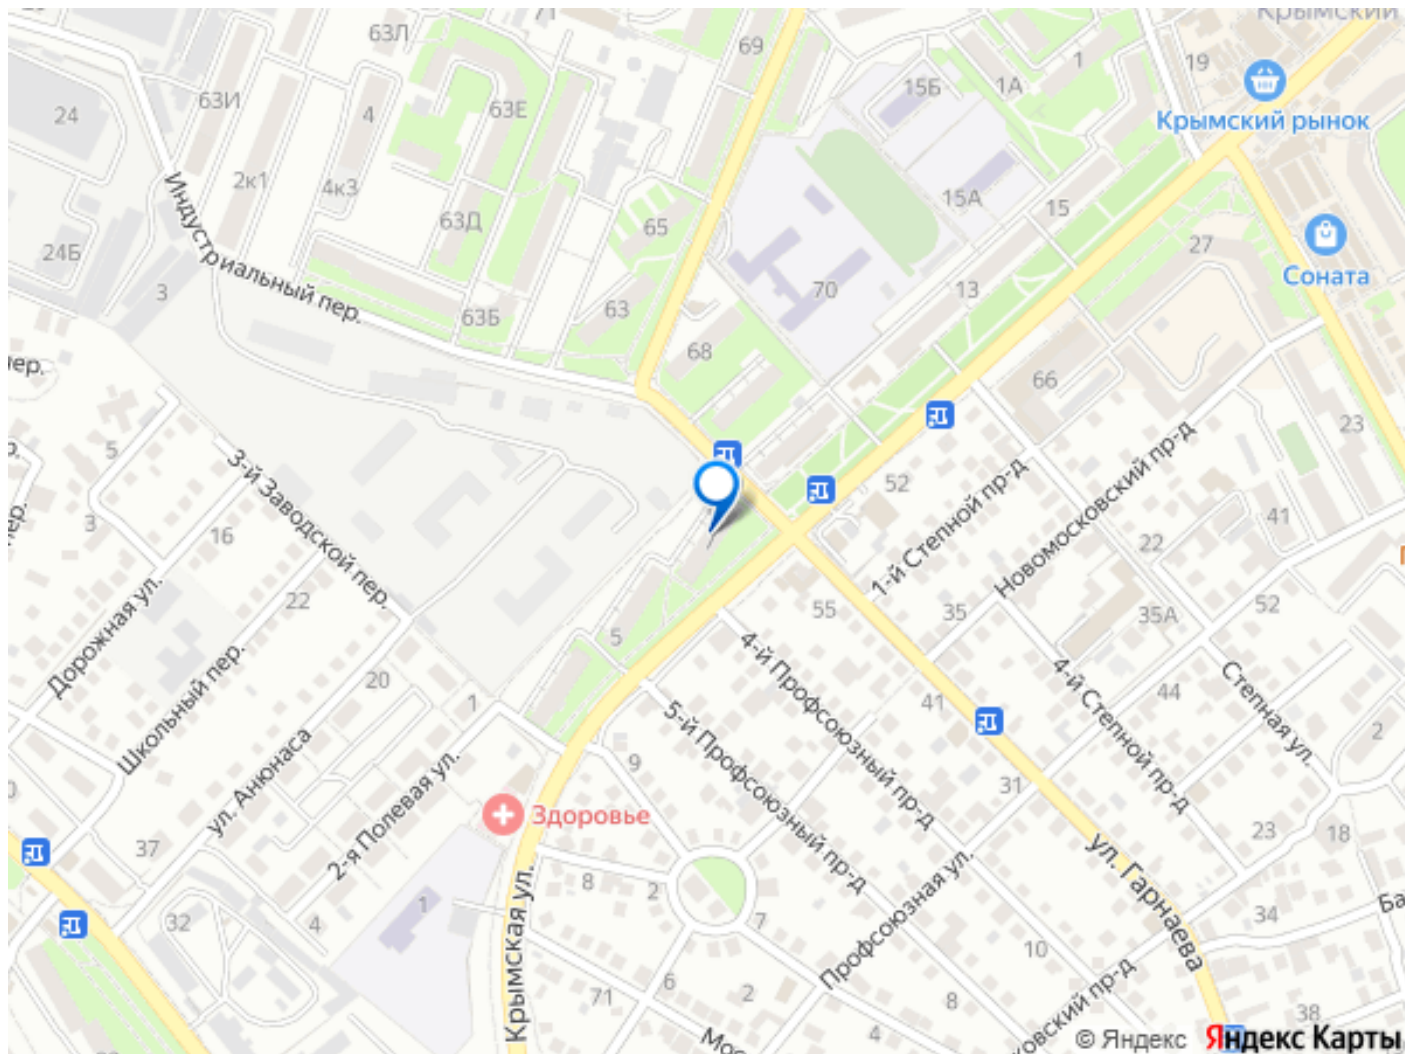 Крымский
63Л
71
69
1
19
1А
15Б
63И
4
63Е
24
Крымский рынок
2к1
4к3
15А
15
63Д
65
27
24Б
Соната
3
Индустриальный пер.
63
63Б
70
13
пер.
68
66
5
23
3-й Заводской пер.
1-й Степной пр-д
Новомосковский пр-д
52
3
16
41
22
Дорожная ул.
22
55
35
35А
52
5
4-й Профсоюзный пр-д
4-й Степной пр-д
Степная ул.
Школьный пер.
20
1
41
44
5-й Профсоюзный пр-д
2
ул. Анюнаса
9
31
2-я Полевая ул.
Здоровье
37
23
18
ул. Гарнаева
8
2
1
32
4
7
Профсоюзная ул.
34
Крымская ул.
10
6
71
2
8
4
38
© Яндекс
Яндекс Карты